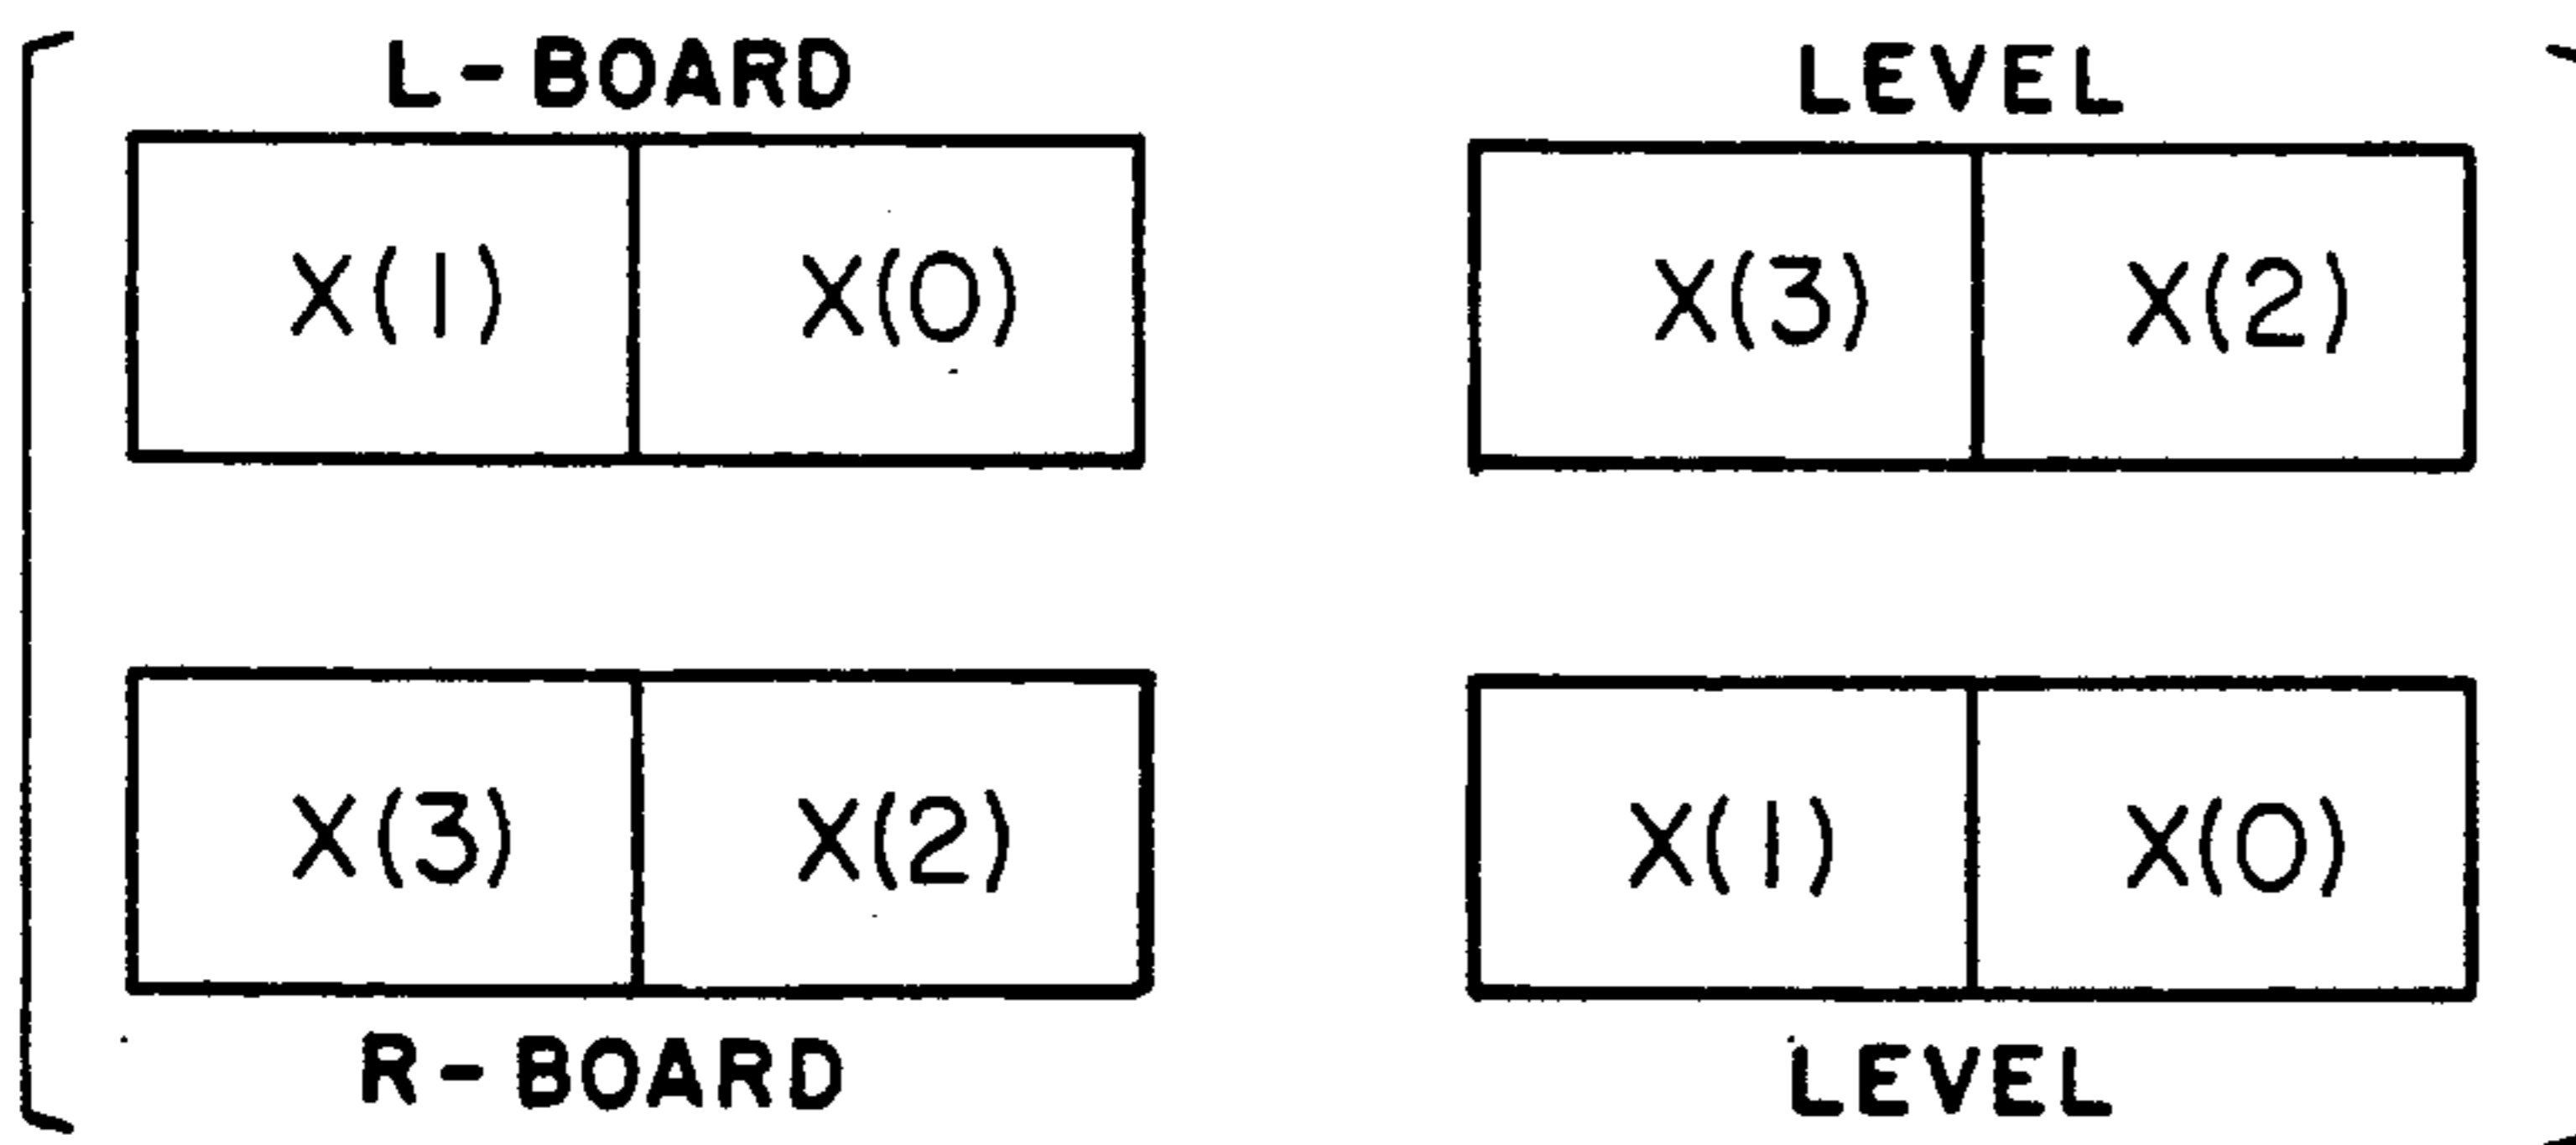 L-BOARD LEVEL
X(1) X(0) X(3) X(2)
X(3) X(2) X(1) X(0)
R-BOARD LEVEL